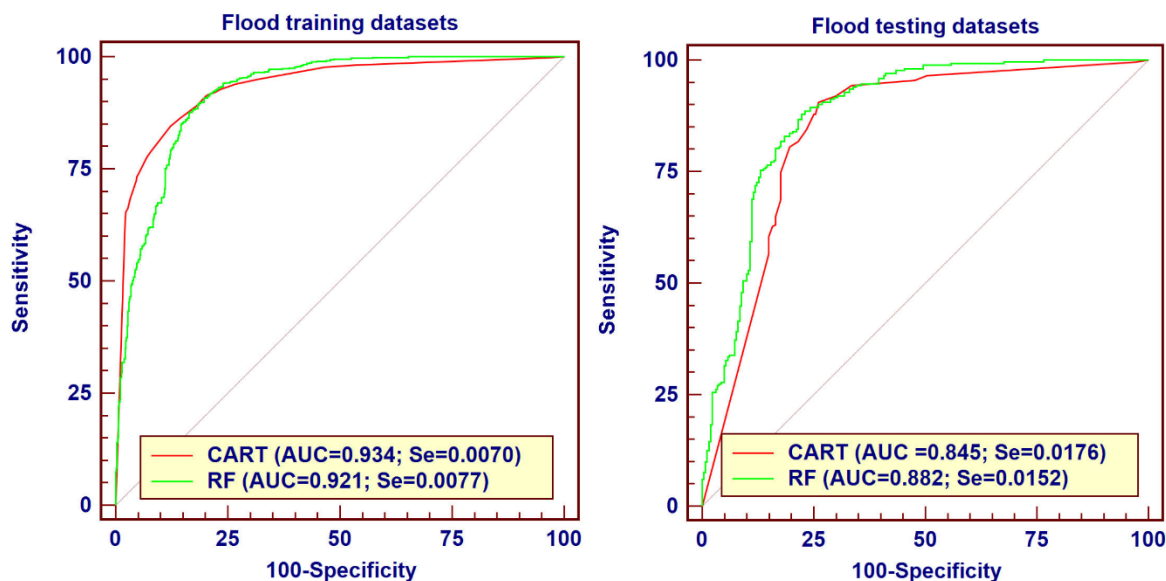 Flood training datasets
100
75
50
25
0
Sensitivity
CART (AUC=0.934; Se=0.0070)
RF (AUC=0.921; Se=0.0077)
0 25 50 75 100
100-Specificity
Flood testing datasets
100
75
50
25
0
Sensitivity
CART (AUC =0.845; Se=0.0176)
RF (AUC=0.882; Se=0.0152)
0 25 50 75 100
100-Specificity